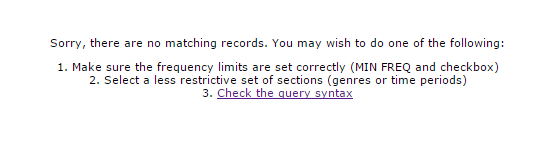 Sorry, there are no matching records. You may wish to do one of the following:
1. Make sure the frequency limits are set correctly (MIN FREQ and checkbox)
2. Select a less restrictive set of sections (genres or time periods)
3. Check the query syntax